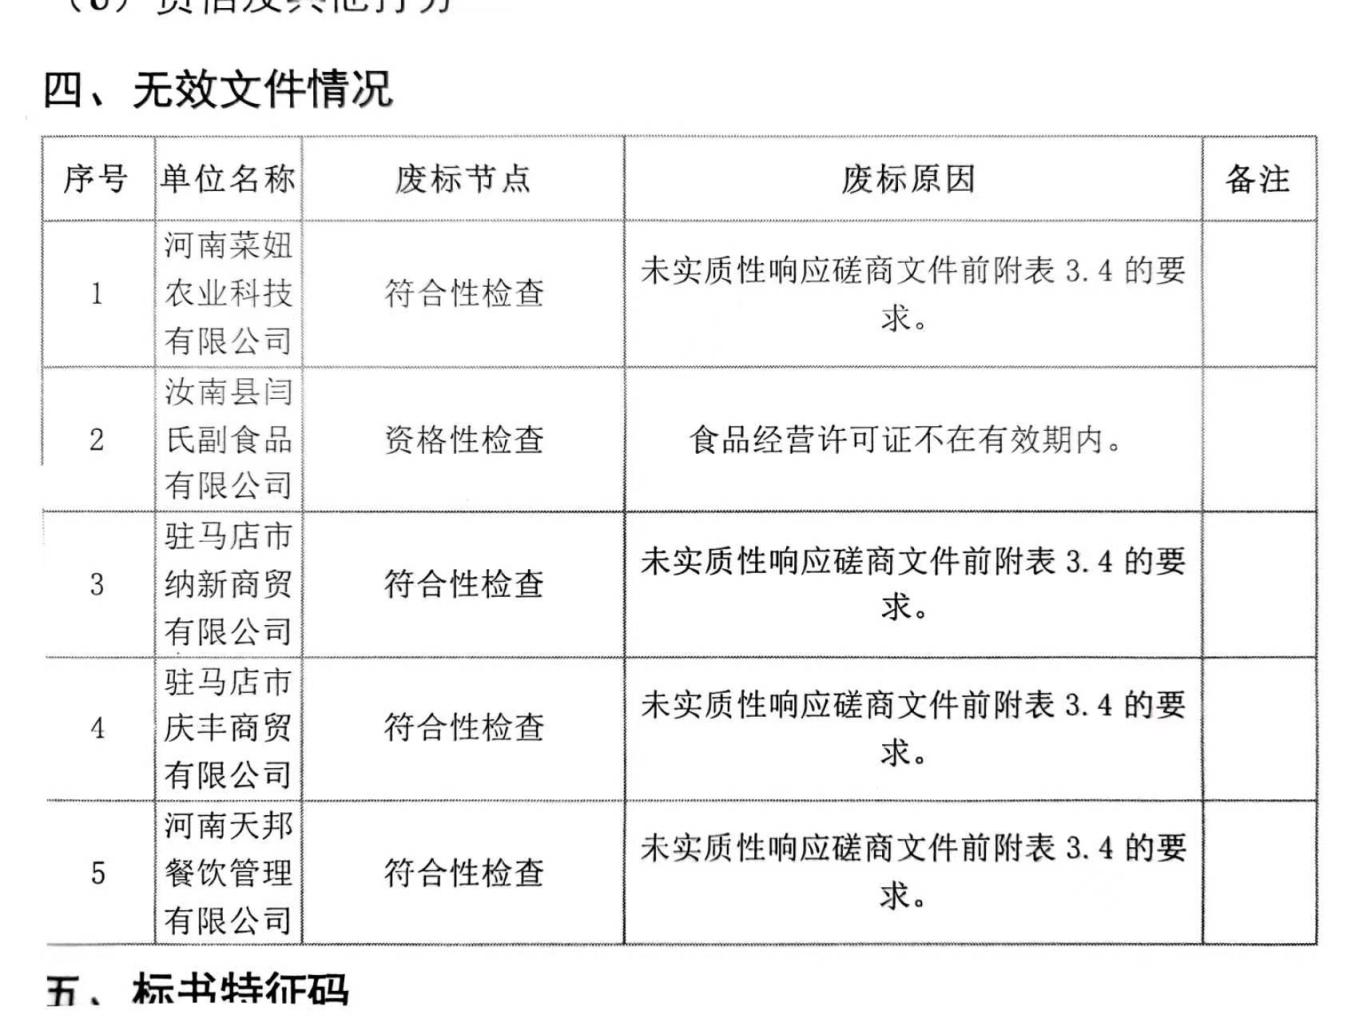 四、无效文件情况
序号 单位名称 废标节点 废标原因 备注
河南菜妞
农业科技
有限公司
1
符合性检查
未实质性响应磋商文件前附表 3.4 的要
求。
汝南县闫
氏副食品
有限公司
2
资格性检查
食品经营许可证不在有效期内。
驻马店市
纳新商贸
有限公司
3
符合性检查
未实质性响应磋商文件前附表 3.4 的要
求。
驻马店市
庆丰商贸
有限公司
4
符合性检查
未实质性响应磋商文件前附表 3.4 的要
求。
河南天邦
餐饮管理
有限公司
5
符合性检查
未实质性响应磋商文件前附表 3.4 的要
求。
五、标书特征码